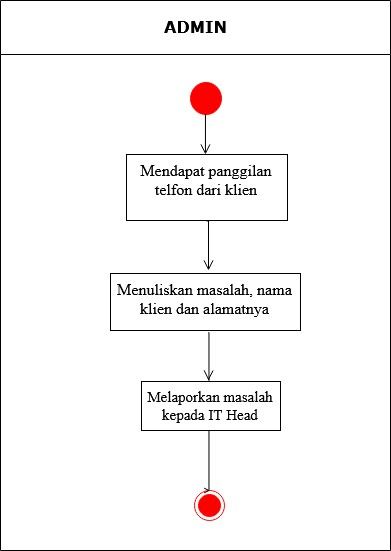 ADMIN
Mendapat panggilan
telfon dari klien
Menuliskan masalah, nama
klien dan alamatnya
Melaporkan masalah
kepada IT Head